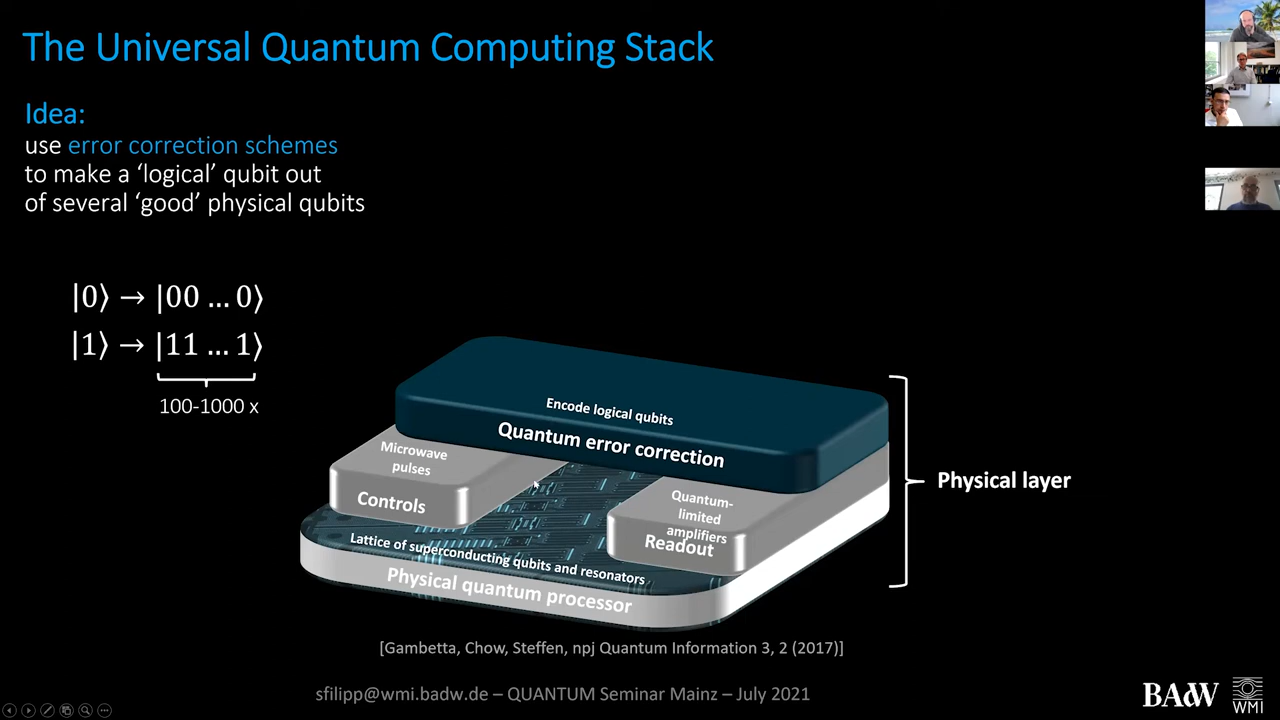 The Universal Quantum Computing Stack
Idea:
use error correction schemes
to make a ‘logical’ qubit out
of several ‘good’ physical qubits
|0⟩ → |00 ... 0⟩
|1⟩ → |11 ... 1⟩
100-1000 x
Encode logical qubits
Quantum error correction
Microwave
pulses
Controls
Quantum-
limited
amplifiers
Readout
Lattice of superconducting qubits and resonators
Physical quantum processor
Physical layer
[Gambetta, Chow, Steffen, npj Quantum Information 3, 2 (2017)]
sfilipp@wmi.badw.de – QUANTUM Seminar Mainz – July 2021
BAdW
WMI